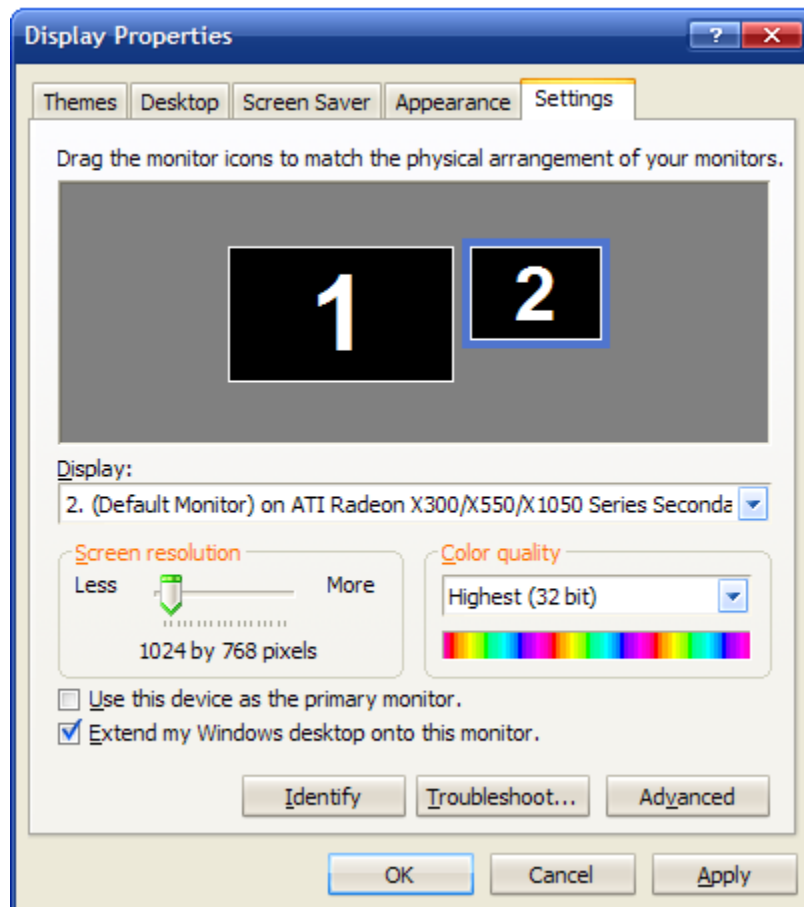 Display Properties
?
Themes Desktop Screen Saver Appearance Settings
Drag the monitor icons to match the physical arrangement of your monitors.
1 2
Display:
2. (Default Monitor) on ATI Radeon X300/X550/X1050 Series Seconda
Screen resolution Color quality
Less More Highest (32 bit)
1024 by 768 pixels
Use this device as the primary monitor.
Extend my Windows desktop onto this monitor.
Identify Troubleshoot... Advanced
OK Cancel Apply